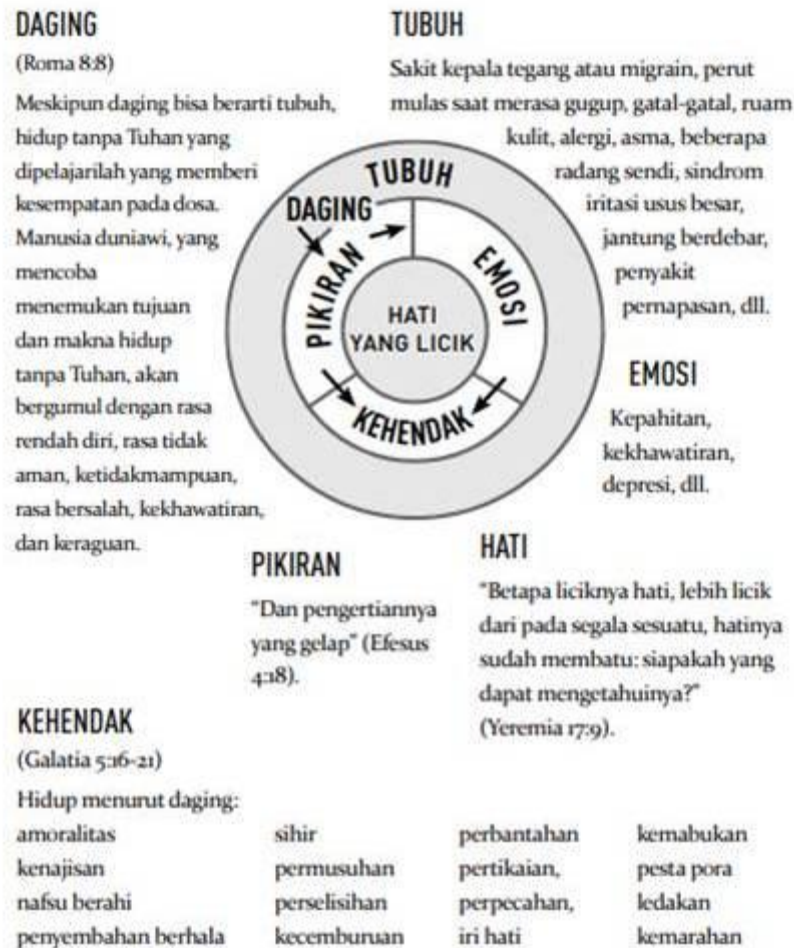 DAGING
(Roma 8:8)
Meskipun daging bisa berarti tubuh,
hidup tanpa Tuhan yang
dipelajarilah yang memberi
kesempatan pada dosa.
Manusia duniawi, yang
mencoba
menemukan tujuan
dan makna hidup
tanpa Tuhan, akan
bergumul dengan rasa
rendah diri, rasa tidak
aman, ketidakmampuan,
rasa bersalah, kekhawatiran,
dan keraguan.
TUBUH
Sakit kepala tegang atau migrain, perut
mulas saat merasa gugup, gatal-gatal, ruam
kulit, alergi, asma, beberapa
radang sendi, sindrom
iritasi usus besar,
jantung berdebar,
penyakit
pernapasan, dll.
TUBUH
DAGING
PIKIRAN
EMOSI
HATI
YANG LICIK
KEHENDAK
EMOSI
Kepahitan,
kekhawatiran,
depresi, dll.
PIKIRAN
"Dan pengertiannya
yang gelap" (Efesus
4:18).
HATI
"Betapa liciknya hati, lebih licik
dari pada segala sesuatu, hatinya
sudah membatu: siapakah yang
dapat mengetahuinya?"
(Yeremia 17:9).
KEHENDAK
(Galatia 5:16-21)
Hidup menurut daging:
amoralitas sihir perbantahan kemabukan
kenajisan permusuhan pertikaian, pesta pora
nafsu berahi perselisihan perpecahan, ledakan
penyembahan berhala kecemburuan iri hati kemarahan